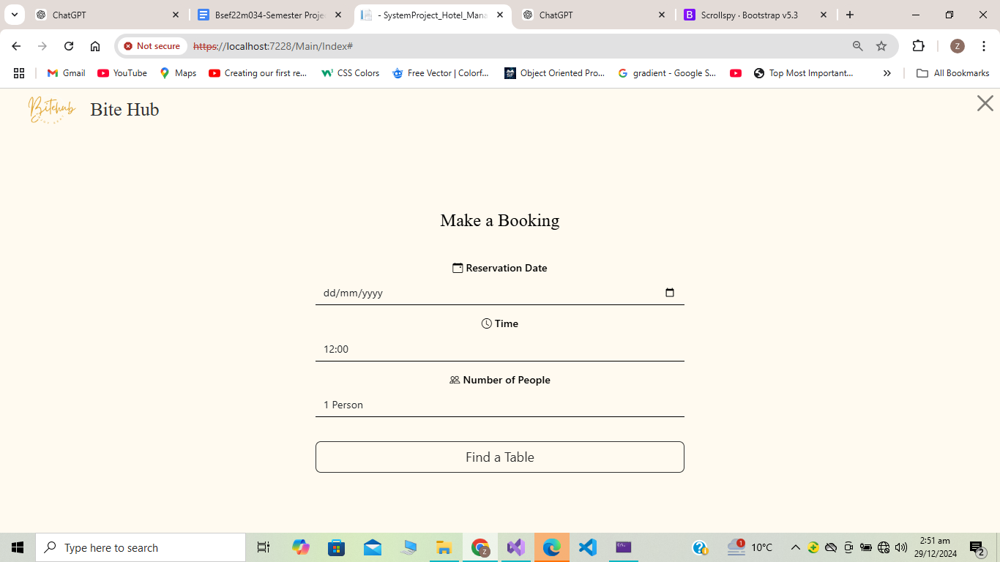 ChatGPT
Bsef22m034-Semester Proje
- SystemProject_Hotel_Mana
ChatGPT
Scrollspy · Bootstrap v5.3
Not secure
https://localhost:7228/Main/Index#
Z
Gmail
YouTube
Maps
Creating our first re...
CSS Colors
Free Vector | Colorf...
Object Oriented Pro...
gradient - Google S...
Top Most Important...
All Bookmarks
Bitehub
Bite Hub
Make a Booking
Reservation Date
dd/mm/yyyy
Time
12:00
Number of People
1 Person
Find a Table
Type here to search
Z
1
10°C
2:51 am
29/12/2024
2